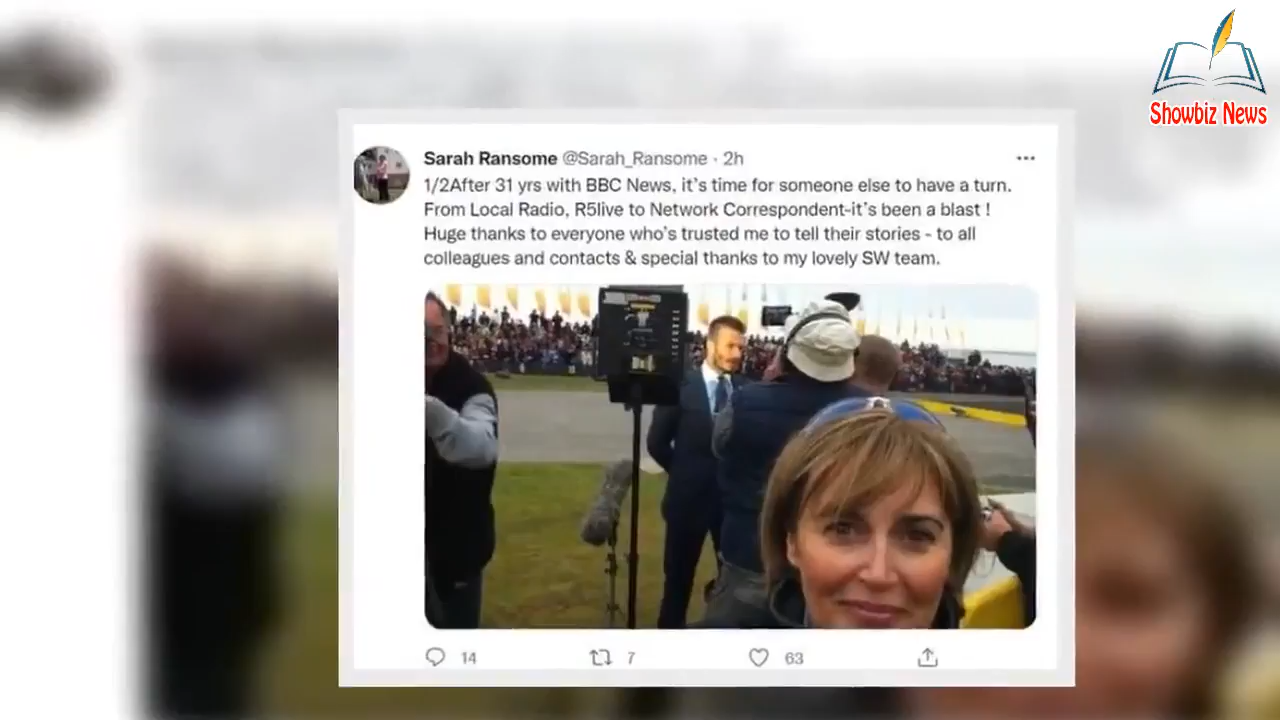 Showbiz News
Sarah Ransome @Sarah_Ransome · 2h
1/2After 31 yrs with BBC News, it's time for someone else to have a turn.
From Local Radio, R5live to Network Correspondent-it's been a blast !
Huge thanks to everyone who's trusted me to tell their stories - to all
colleagues and contacts & special thanks to my lovely SW team.
14 7 63